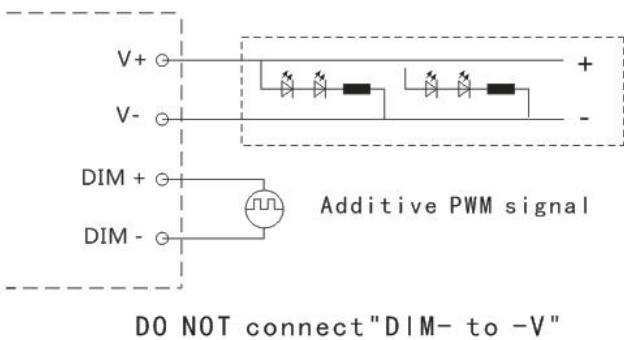 V+
+
V-
-
DIM +
Additive PWM signal
DIM -
DO NOT connect"DIM- to -V"